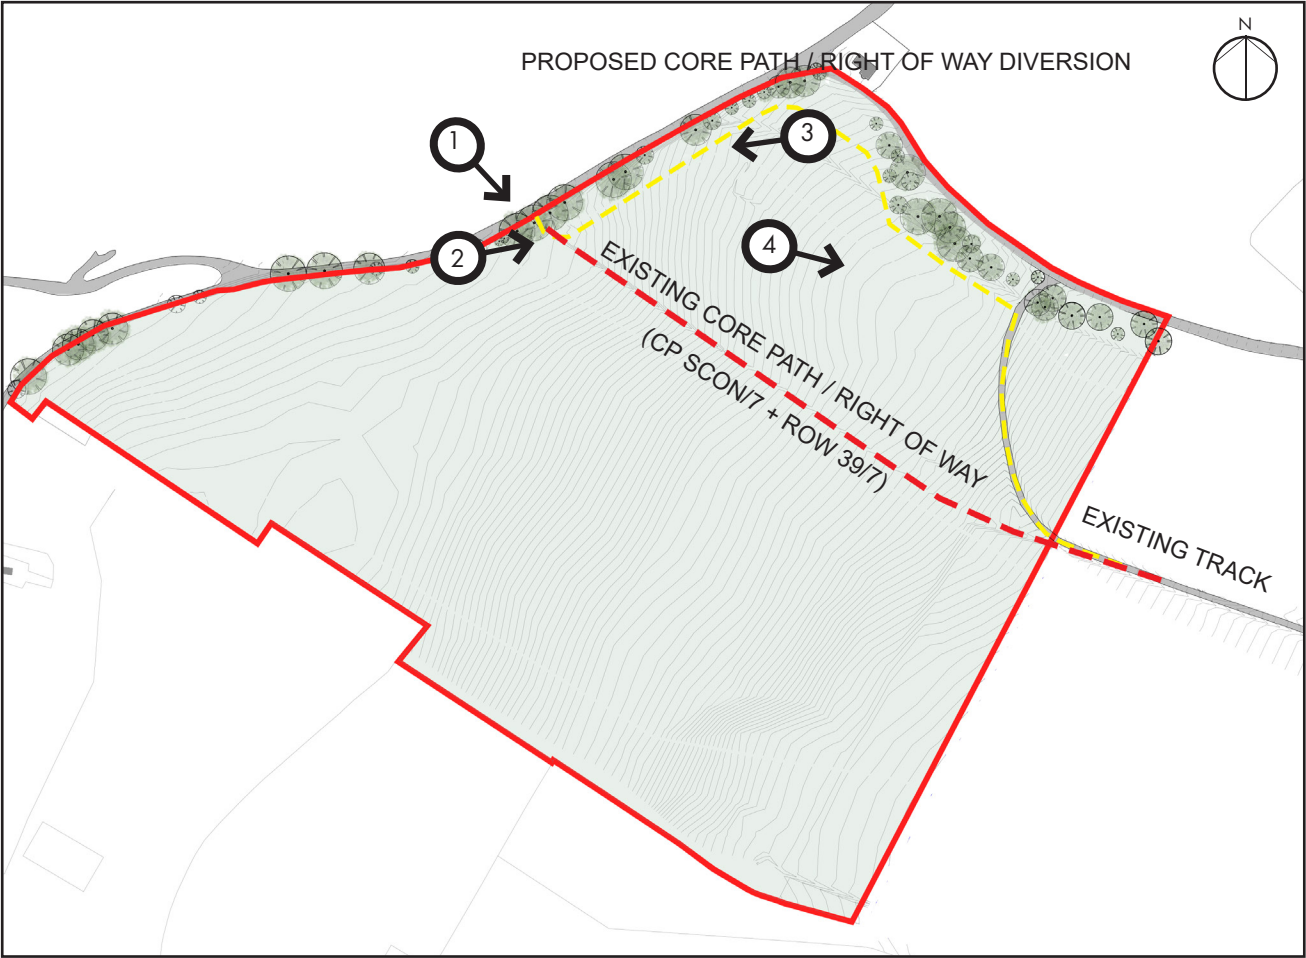 N
PROPOSED CORE PATH / RIGHT OF WAY DIVERSION
1
3
2
4
EXISTING CORE PATH / RIGHT OF WAY
(CP SCON/7 + ROW 39/7)
EXISTING TRACK